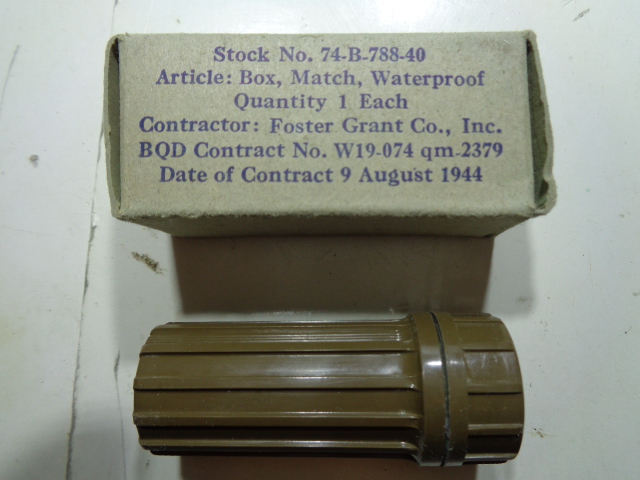 Stock No. 74-B-788-40
Article: Box, Match, Waterproof
Quantity 1 Each
Contractor: Foster Grant Co., Inc.
BQD Contract No. W19-074 qm-2379
Date of Contract 9 August 1944